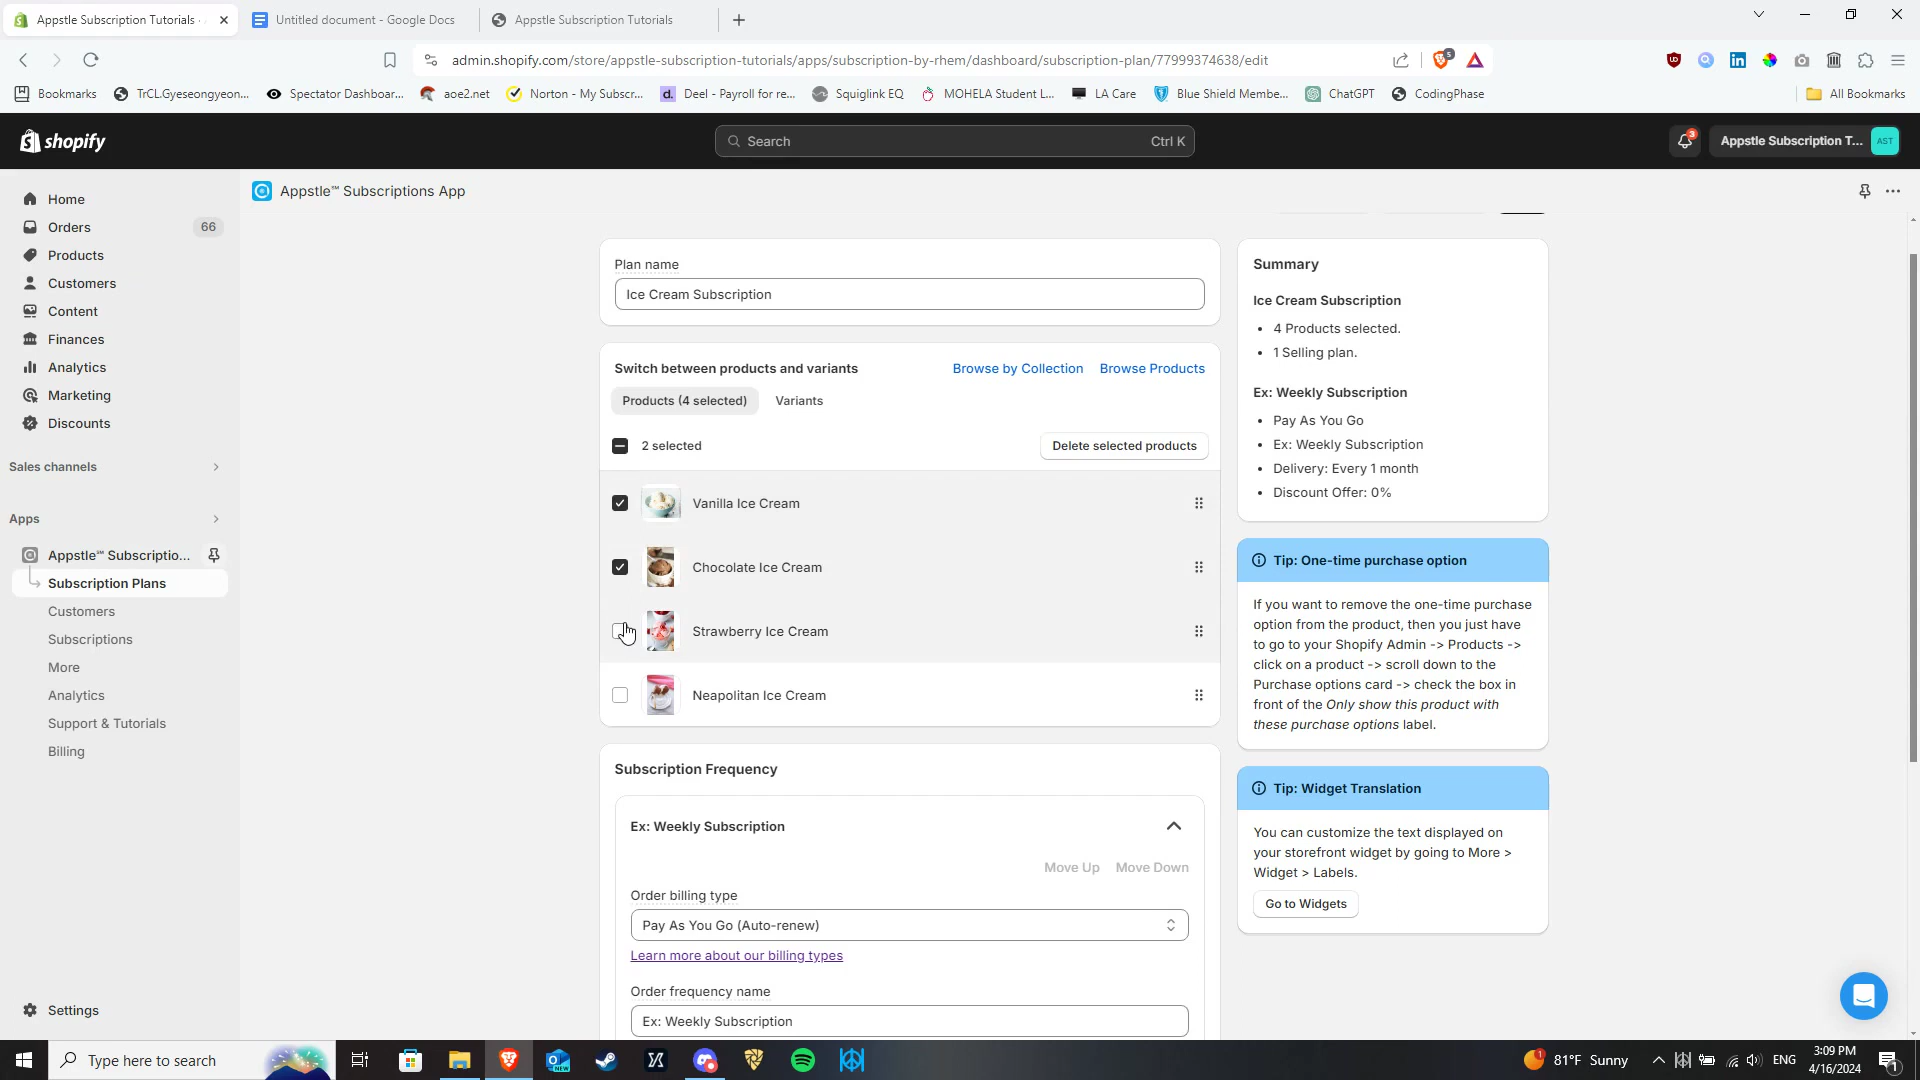 Appstle Subscription Tutorials
Untitled document - Google Docs
Appstle Subscription Tutorials
admin.shopify.com/store/appstle-subscription-tutorials/apps/subscription-by-rhem/dashboard/subscription-plan/77999374638/edit
5
Bookmarks
TrCL.Gyeseongyeon...
Spectator Dashboar...
aoe2.net
Norton - My Subscr...
Deel - Payroll for re...
Squiglink EQ
MOHELA Student L...
LA Care
Blue Shield Membe...
ChatGPT
CodingPhase
All Bookmarks
shopify
Search
Ctrl K
3
Appstle Subscription T...
AST
Home
Orders
66
Products
Customers
Content
Finances
Analytics
Marketing
Discounts
Sales channels
Apps
Appstle℠ Subscriptio...
Subscription Plans
Customers
Subscriptions
More
Analytics
Support & Tutorials
Billing
Settings
Appstle™ Subscriptions App
Plan name
Ice Cream Subscription
Switch between products and variants
Browse by Collection
Browse Products
Products (4 selected)
Variants
2 selected
Delete selected products
Vanilla Ice Cream
Chocolate Ice Cream
Strawberry Ice Cream
Neapolitan Ice Cream
Subscription Frequency
Ex: Weekly Subscription
Move Up
Move Down
Order billing type
Pay As You Go (Auto-renew)
Learn more about our billing types
Order frequency name
Ex: Weekly Subscription
Summary
Ice Cream Subscription
• 4 Products selected.
• 1 Selling plan.
Ex: Weekly Subscription
• Pay As You Go
• Ex: Weekly Subscription
• Delivery: Every 1 month
• Discount Offer: 0%
Tip: One-time purchase option
If you want to remove the one-time purchase
option from the product, then you just have
to go to your Shopify Admin -> Products ->
click on a product -> scroll down to the
Purchase options card -> check the box in
front of the Only show this product with
these purchase options label.
Tip: Widget Translation
You can customize the text displayed on
your storefront widget by going to More >
Widget > Labels.
Go to Widgets
Type here to search
NEW
1
81°F Sunny
ENG
3:09 PM
4/16/2024
1